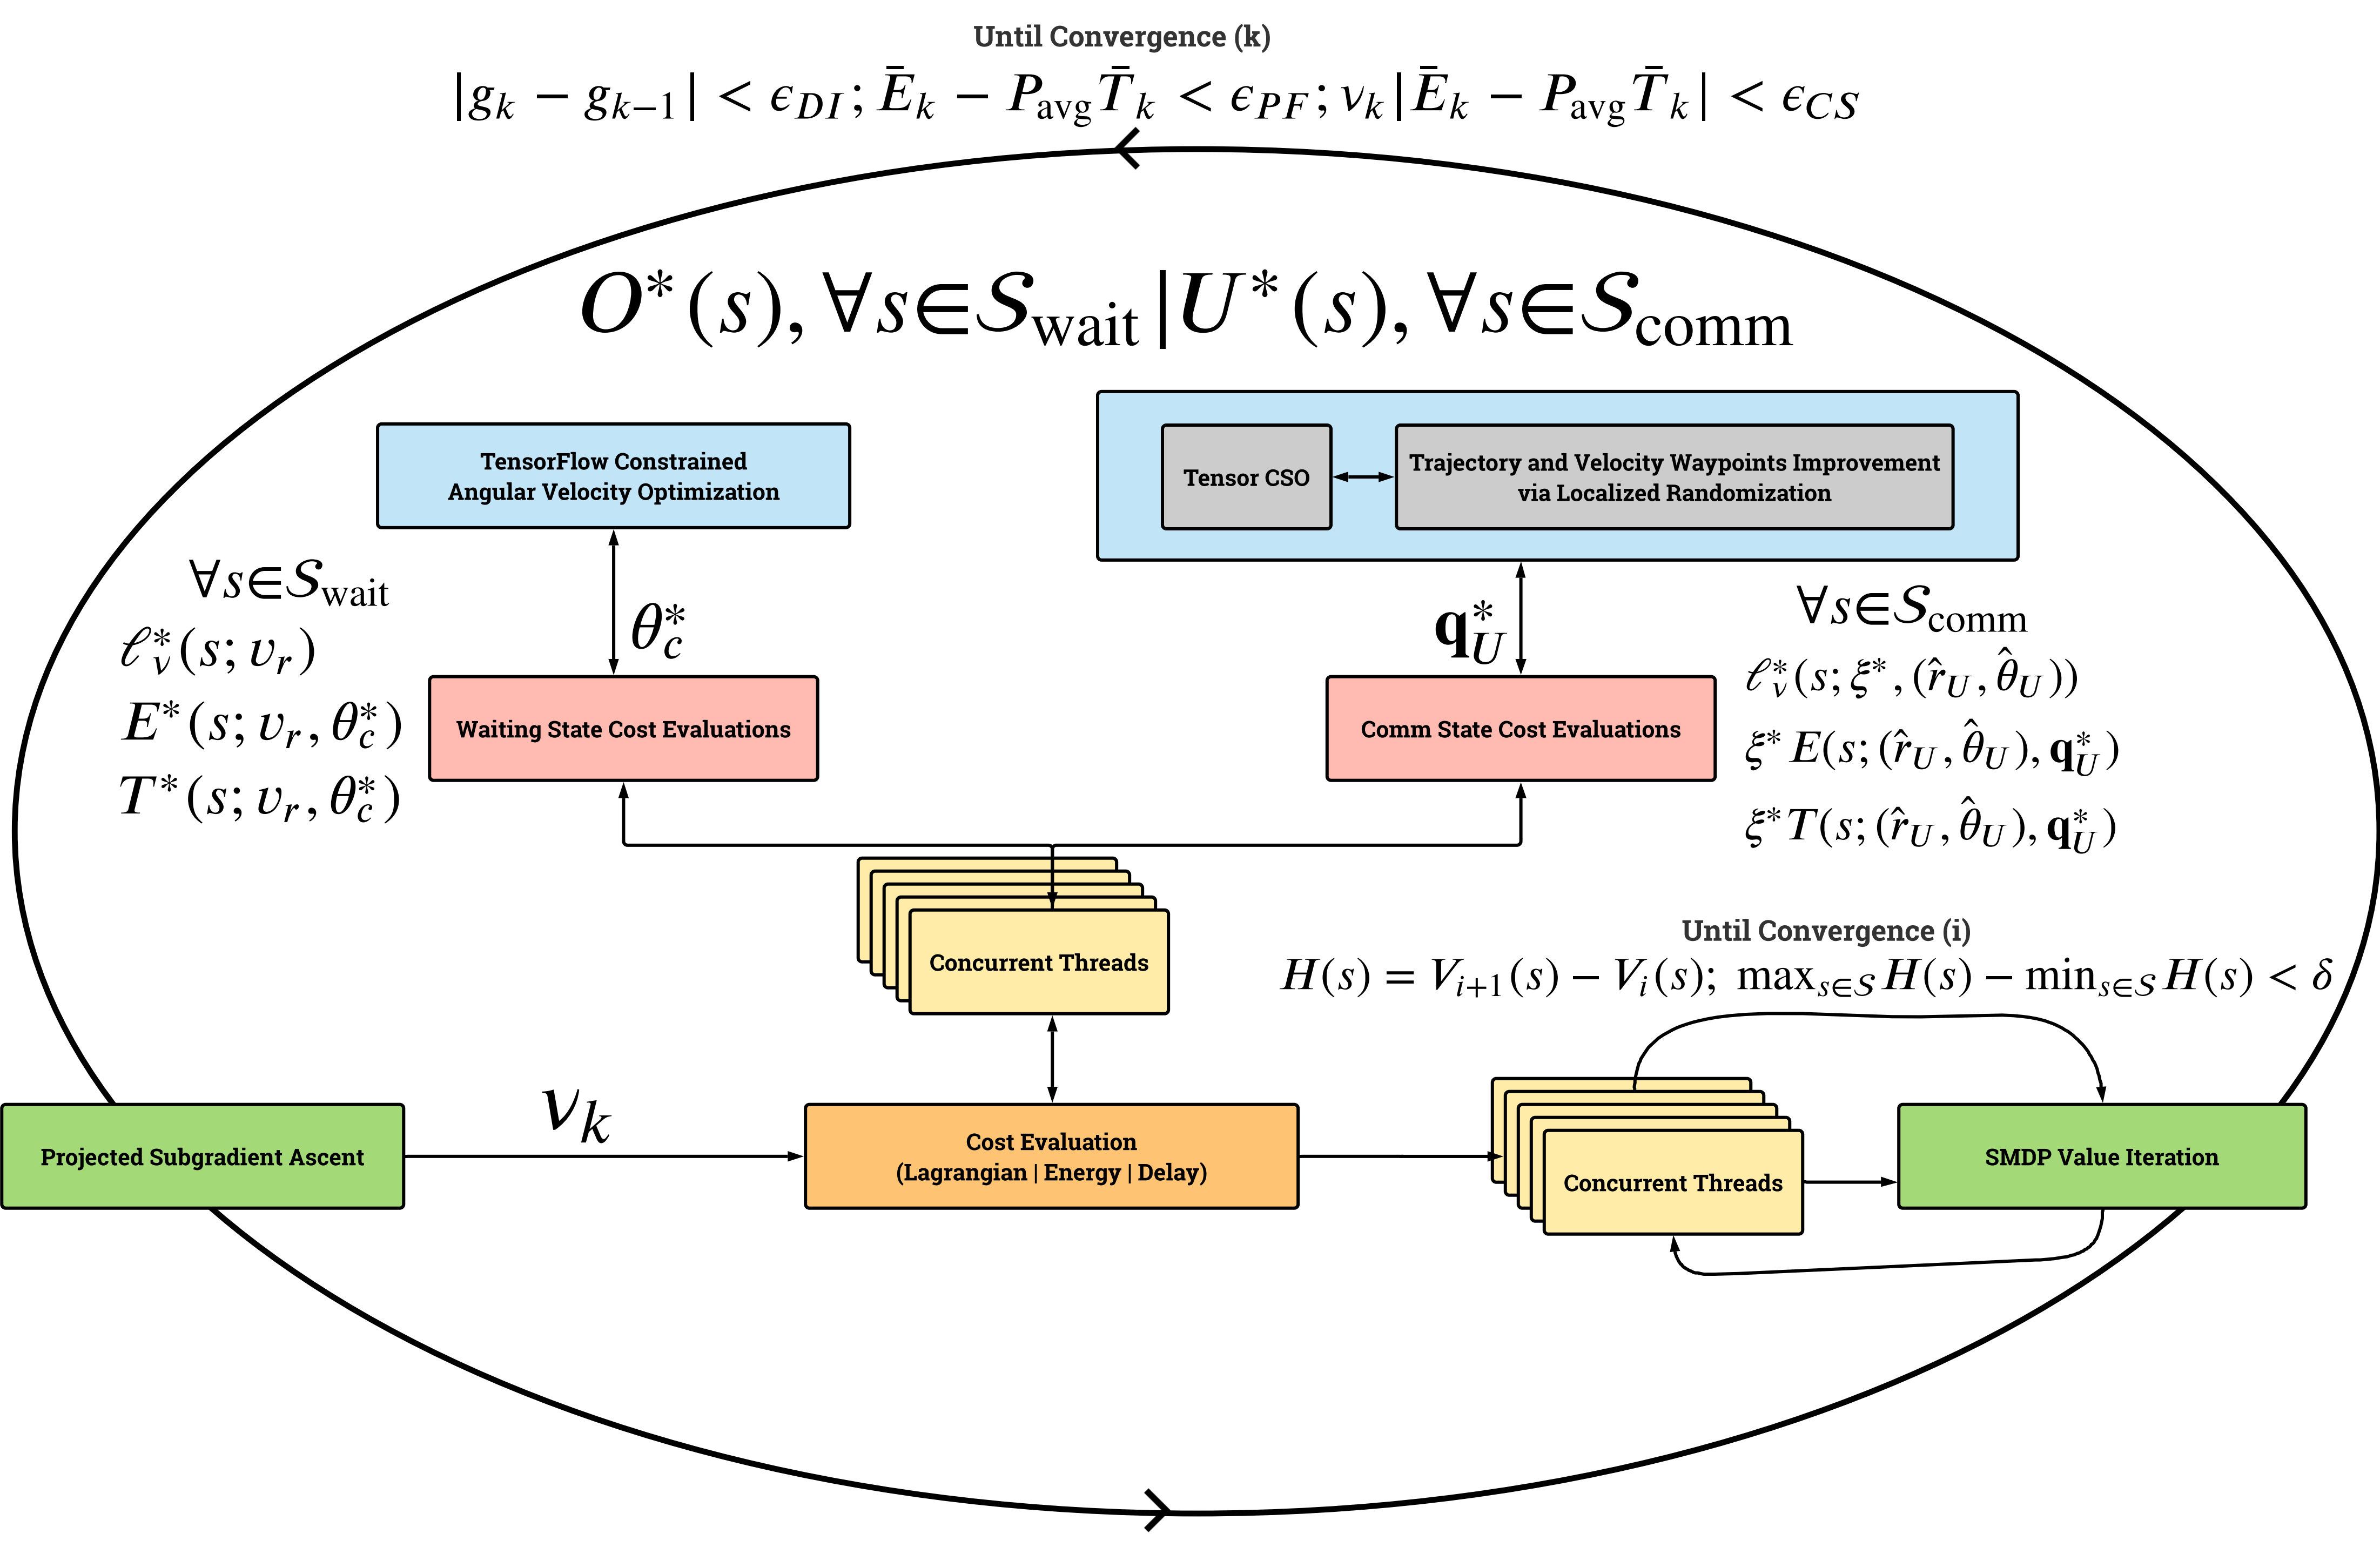 Until Convergence (k)
|g_k − g_{k−1}| < ϵ_{DI}; Ē_k − P_avg T̄_k < ϵ_{PF}; ν_k|Ē_k − P_avg T̄_k| < ϵ_{CS}
O*(s), ∀s∈𝒮_wait | U*(s), ∀s∈𝒮_comm
TensorFlow Constrained
Angular Velocity Optimization
Tensor CSO
Trajectory and Velocity Waypoints Improvement
via Localized Randomization
∀s∈𝒮_wait
ℓ*_ν(s; υ_r)
E*(s; υ_r, θ*_c)
T*(s; υ_r, θ*_c)
θ*_c
q*_U
∀s∈𝒮_comm
ℓ*_ν(s; ξ*, (r̂_U, θ̂_U))
ξ* E(s; (r̂_U, θ̂_U), q*_U)
ξ* T(s; (r̂_U, θ̂_U), q*_U)
Waiting State Cost Evaluations
Comm State Cost Evaluations
Concurrent Threads
Until Convergence (i)
H(s) = V_{i+1}(s) − V_i(s); max_{s∈𝒮} H(s) − min_{s∈𝒮} H(s) < δ
Projected Subgradient Ascent
ν_k
Cost Evaluation
(Lagrangian | Energy | Delay)
Concurrent Threads
SMDP Value Iteration